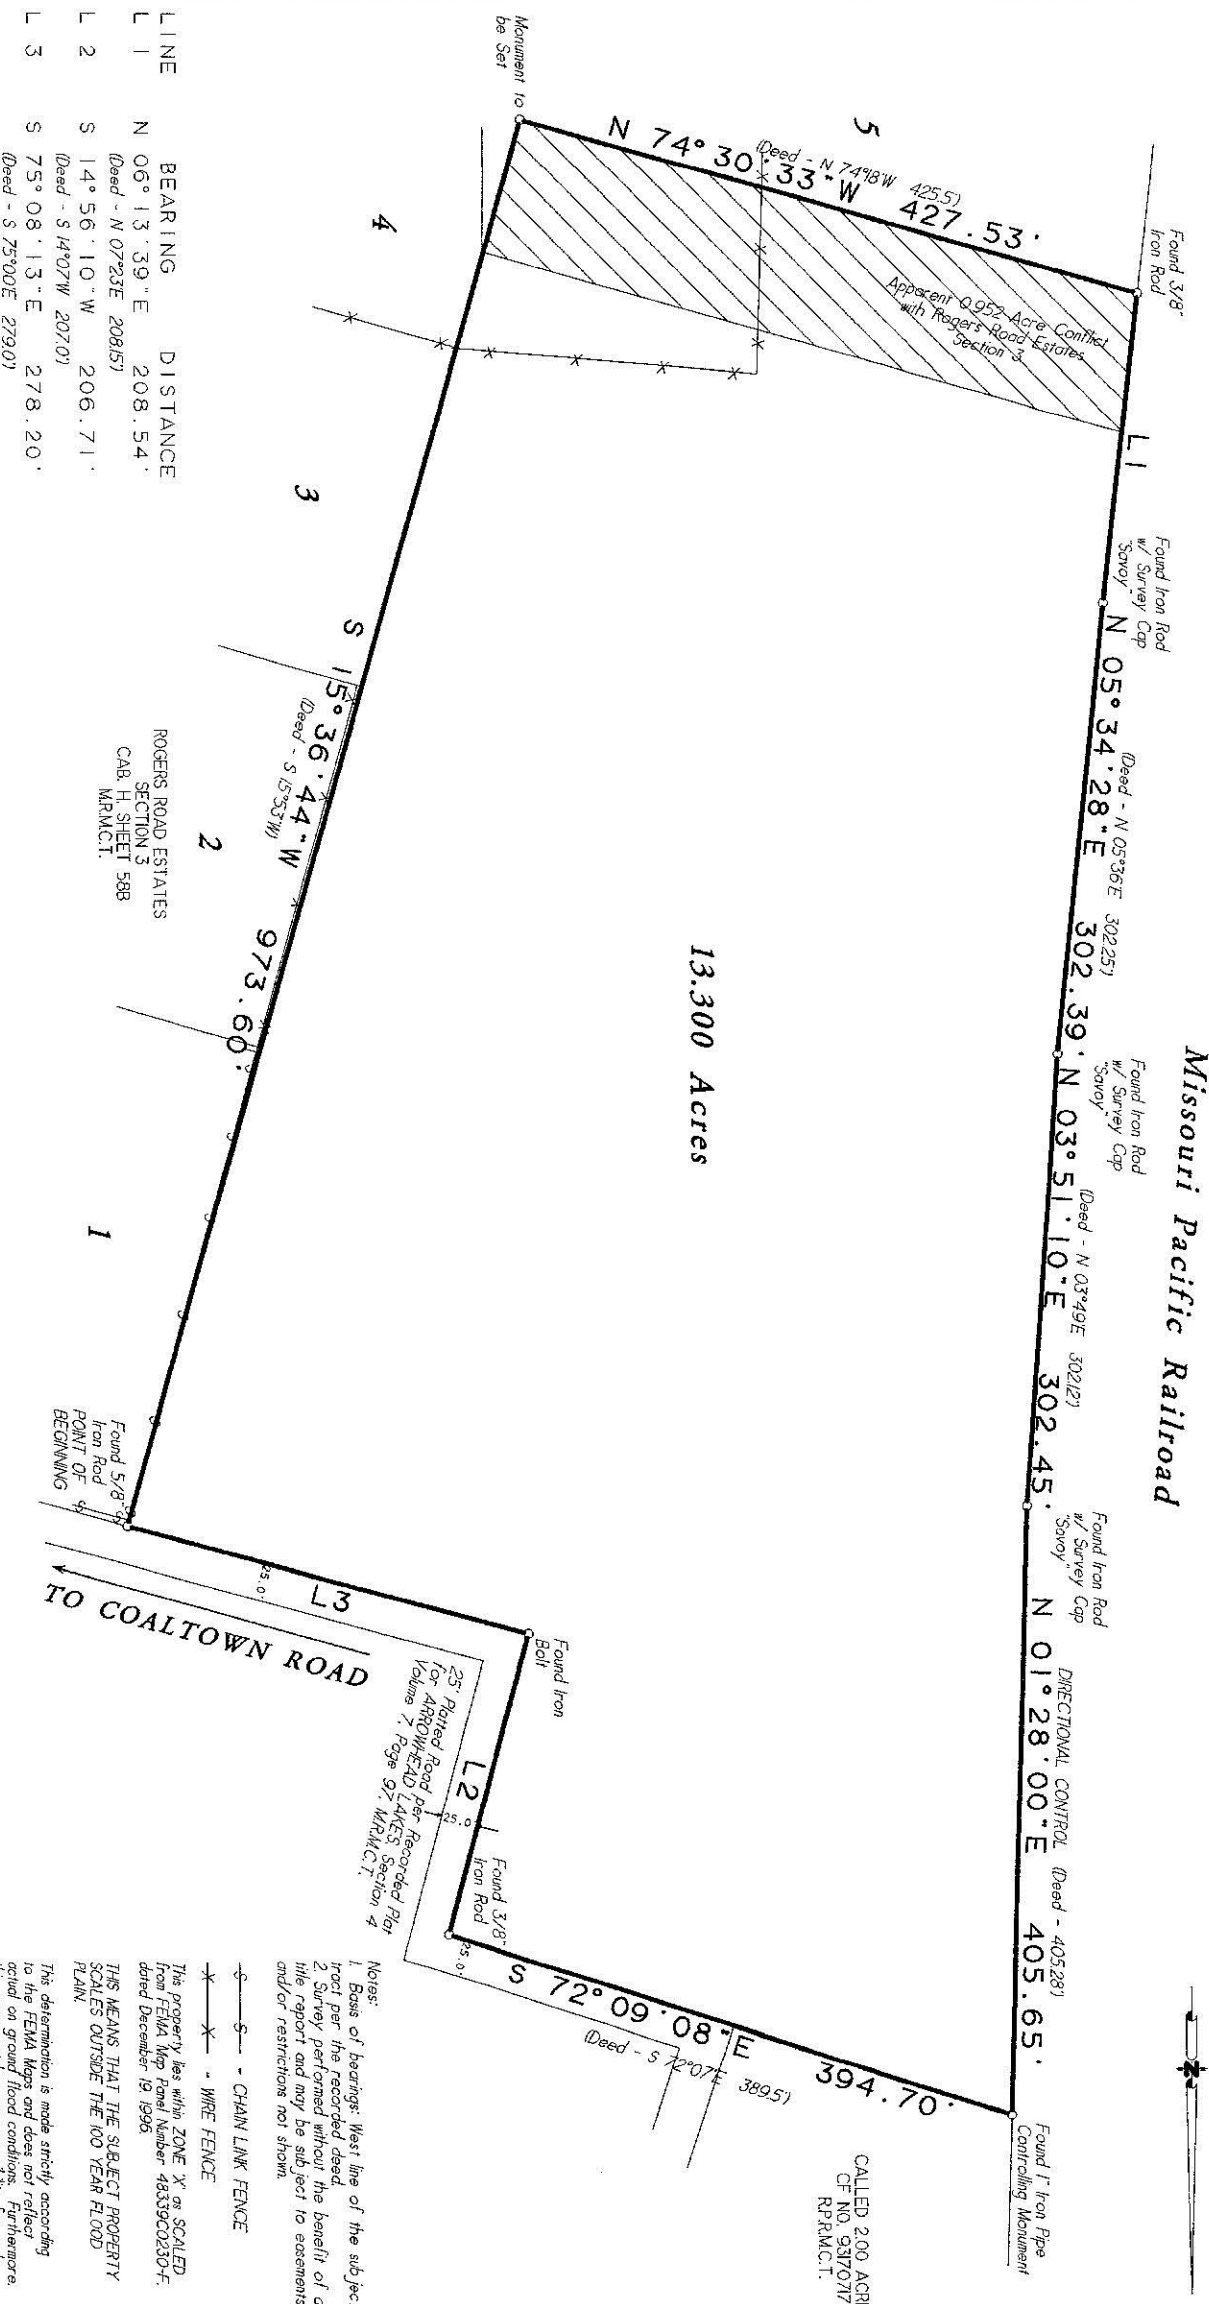 Missouri Pacific Railroad
Found 3/8"
Iron Rod
L1
Found Iron Rod
w/ Survey Cap
"Savoy"
N 05°34'28"E 302.39'
(Deed - N 05°36'E 302.25')
Found Iron Rod
w/ Survey Cap
"Savoy"
N 03°51'10"E 302.45'
(Deed - N 03°49'E 302.12')
Found Iron Rod
w/ Survey Cap
"Savoy"
DIRECTIONAL CONTROL (Deed - 405.28')
N 01°28'00"E 405.65'
Found 1" Iron Pipe
Controlling Monument
N
5
N 74°30'33"W 427.53'
(Deed - N 74°18'W 425.5')
Apparent 0.952 Acre Conflict
with Rogers Road Estates
Section 3
13.300 Acres
CALLED 2.00 ACRE
CF NO. 93170717
R.P.R.M.C.T.
S 72°09'08"E 394.70'
(Deed - S 72°07'E 389.5')
25.0'
Found 3/8"
Iron Rod
L2
25.0'
Found Iron
Bolt
25' Platted Road per Recorded Plat
for ARROWHEAD LAKES, Section 4
Volume 7, Page 97, M.R.M.C.T.
L3
25.0'
TO COALTOWN ROAD
Found 5/8"
Iron Rod
POINT OF
BEGINNING
Monument to
be Set
4
3
S 15°36'44"W 973.60'
(Deed - S 15°53'W)
2
ROGERS ROAD ESTATES
SECTION 3
CAB. H, SHEET 58B
M.R.M.C.T.
1
LINE BEARING DISTANCE
L 1 N 06°13'39"E 208.54'
(Deed - N 07°23'E 208.15')
L 2 S 14°56'10"W 206.71'
(Deed - S 14°07'W 207.0')
L 3 S 75°08'13"E 278.20'
(Deed - S 75°00'E 279.0')
Notes:
1. Basis of bearings: West line of the subjec
tract per the recorded deed.
2. Survey performed without the benefit of a
title report and may be subject to easements
and/or restrictions not shown.
-S-S- - CHAIN LINK FENCE
X X - WIRE FENCE
This property lies within ZONE 'X' as SCALED
from FEMA Map Panel Number 48339C0230-F,
dated December 19, 1996.
THIS MEANS THAT THE SUBJECT PROPERTY
SCALES OUTSIDE THE 100 YEAR FLOOD
PLAIN.
This determination is made strictly according
to the FEMA Maps and does not reflect
actual on ground flood conditions. Furthermore,